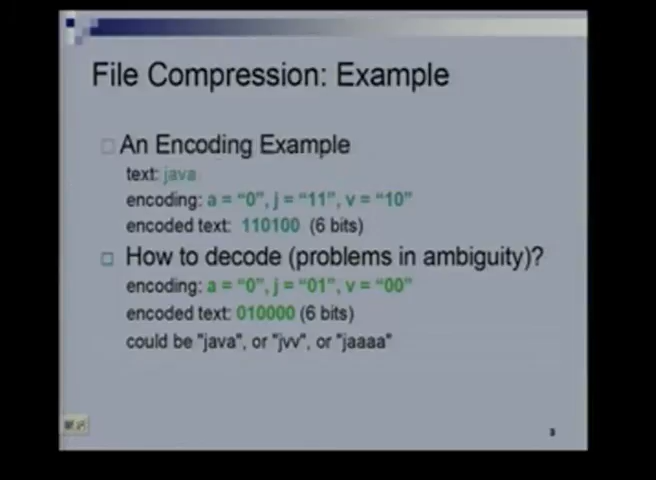 File Compression: Example
An Encoding Example
text: java
encoding: a = “0”, j = “11”, v = “10”
encoded text: 110100 (6 bits)
How to decode (problems in ambiguity)?
encoding: a = “0”, j = “01”, v = “00”
encoded text: 010000 (6 bits)
could be "java", or "jvv", or "jaaaa"
3